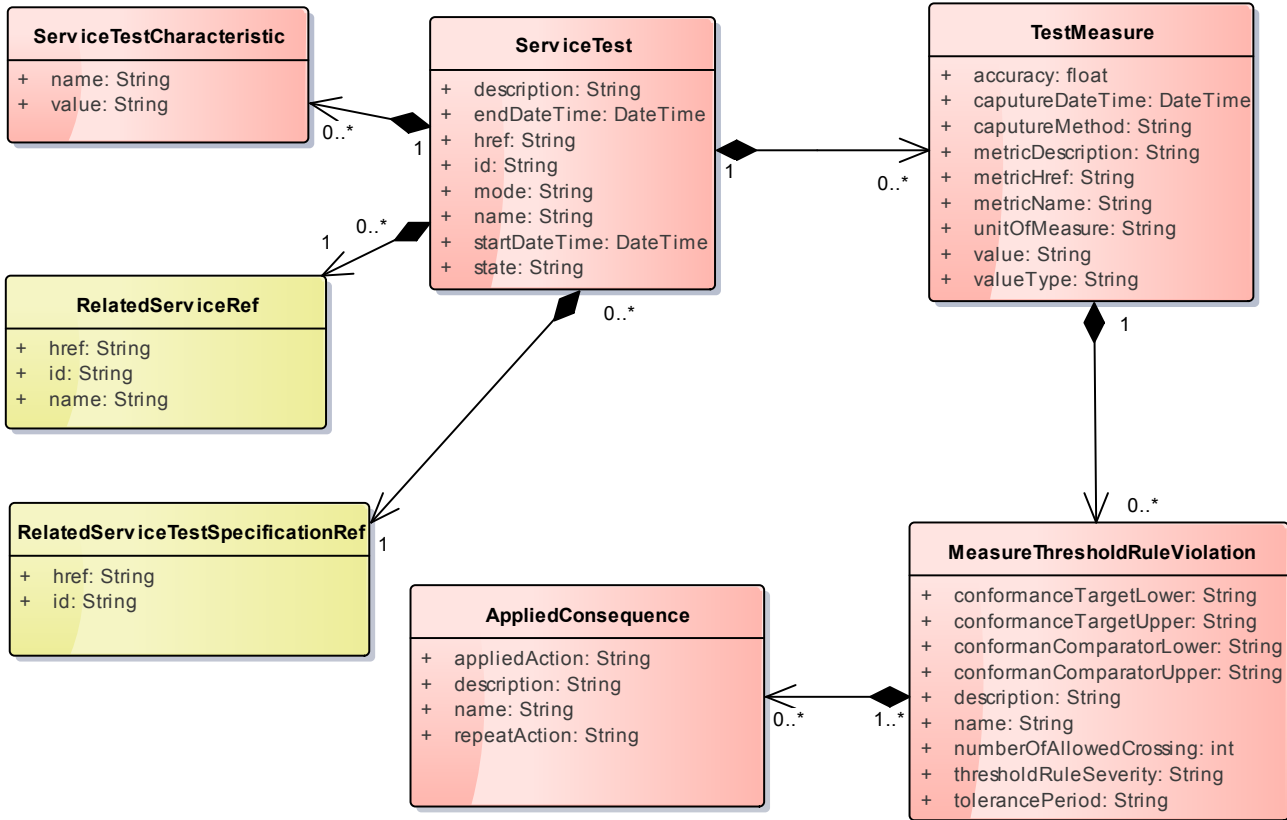 ServiceTestCharacteristic
+ name: String
+ value: String
0..*
1
ServiceTest
+ description: String
+ endDateTime: DateTime
+ href: String
+ id: String
+ mode: String
+ name: String
+ startDateTime: DateTime
+ state: String
1
0..*
TestMeasure
+ accuracy: float
+ caputureDateTime: DateTime
+ caputureMethod: String
+ metricDescription: String
+ metricHref: String
+ metricName: String
+ unitOfMeasure: String
+ value: String
+ valueType: String
0..*
1
RelatedServiceRef
+ href: String
+ id: String
+ name: String
0..*
1
RelatedServiceTestSpecificationRef
+ href: String
+ id: String
1
0..*
MeasureThresholdRuleViolation
+ conformanceTargetLower: String
+ conformanceTargetUpper: String
+ conformanComparatorLower: String
+ conformanComparatorUpper: String
+ description: String
+ name: String
+ numberOfAllowedCrossing: int
+ thresholdRuleSeverity: String
+ tolerancePeriod: String
AppliedConsequence
+ appliedAction: String
+ description: String
+ name: String
+ repeatAction: String
0..*
1..*